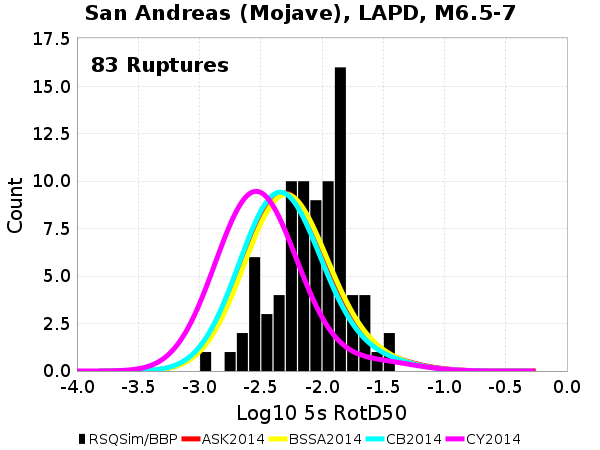 San Andreas (Mojave), LAPD, M6.5-7
83 Ruptures
Count
17.5
15.0
12.5
10.0
7.5
5.0
2.5
0.0
-4.0 -3.5 -3.0 -2.5 -2.0 -1.5 -1.0 -0.5 0.0
Log10 5s RotD50
RSQSim/BBP ASK2014 BSSA2014 CB2014 CY2014